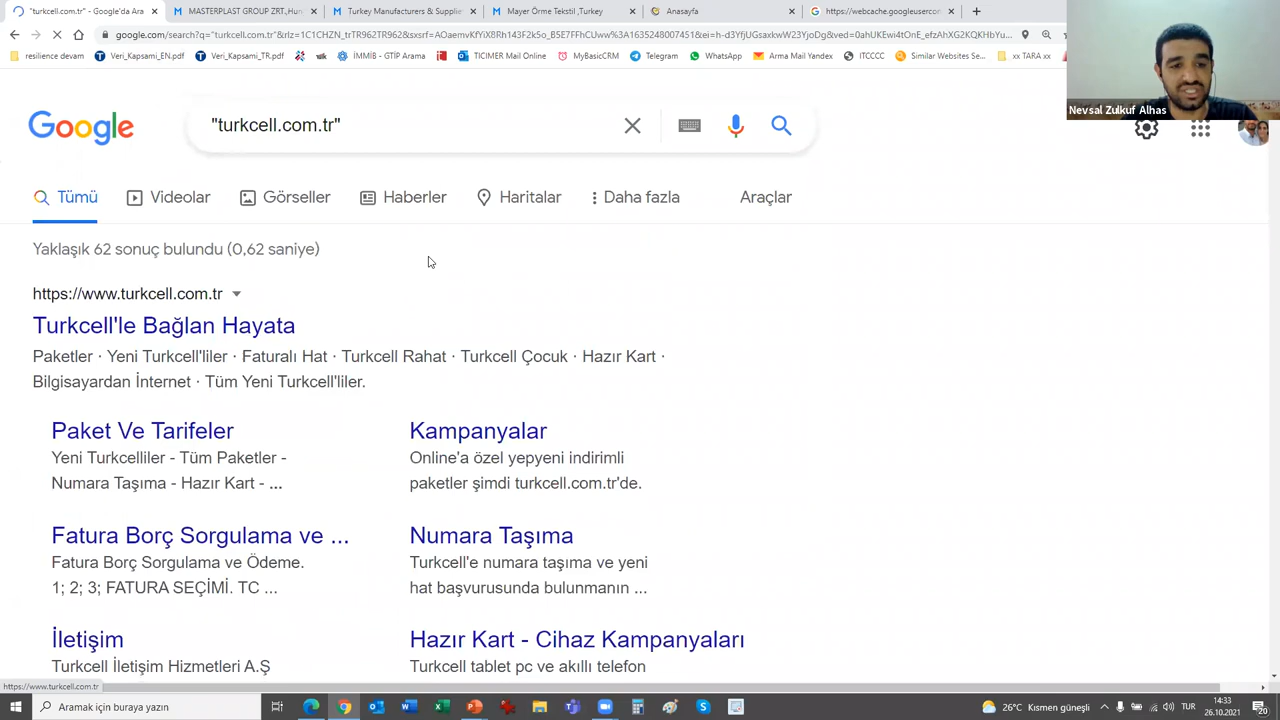 "turkcell.com.tr" - Google'da Ara
MASTERPLAST GROUP ZRT.,Hun
Turkey Manufacturers & Supplie
Mayer Örme Tekstil ,Turkey
Anasayfa
https://webcache.googleusercon
resilience devam
Veri_Kapsami_EN.pdf
Veri_Kapsami_TR.pdf
vak
İMMİB - GTİP Arama
TICIMER Mail Online
MyBasicCRM
Telegram
WhatsApp
Arma Mail Yandex
ITCCCC
Similar Websites Se...
xx TARA xx
Nevsal Zulkuf Alhas
Google
"turkcell.com.tr"
Tümü
Videolar
Görseller
Haberler
Haritalar
Daha fazla
Araçlar
Yaklaşık 62 sonuç bulundu (0,62 saniye)
https://www.turkcell.com.tr
Turkcell'le Bağlan Hayata
Paketler · Yeni Turkcell'liler · Faturalı Hat · Turkcell Rahat · Turkcell Çocuk · Hazır Kart ·
Bilgisayardan İnternet · Tüm Yeni Turkcell'liler.
Paket Ve Tarifeler
Yeni Turkcelliler - Tüm Paketler -
Numara Taşıma - Hazır Kart - ...
Kampanyalar
Online'a özel yepyeni indirimli
paketler şimdi turkcell.com.tr'de.
Fatura Borç Sorgulama ve ...
Fatura Borç Sorgulama ve Ödeme.
1; 2; 3; FATURA SEÇİMİ. TC ...
Numara Taşıma
Turkcell'e numara taşıma ve yeni
hat başvurusunda bulunmanın ...
İletişim
Turkcell İletişim Hizmetleri A.Ş
Hazır Kart - Cihaz Kampanyaları
Turkcell tablet pc ve akıllı telefon
https://www.turkcell.com.tr
Aramak için buraya yazın
26°C Kısmen güneşli
TUR
14:33
26.10.2021
20